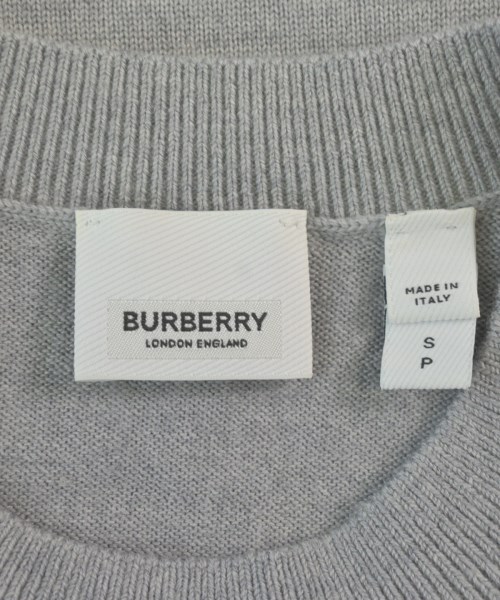 BURBERRY
LONDON ENGLAND
MADE IN
ITALY
S
P